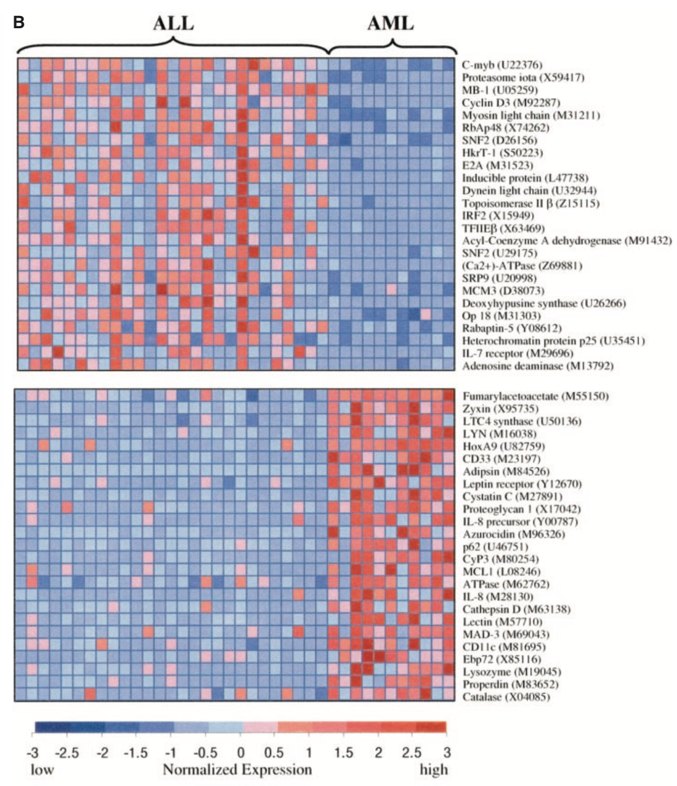 B
ALL AML
C-myb (U22376)
Proteasome iota (X59417)
MB-1 (U05259)
Cyclin D3 (M92287)
Myosin light chain (M31211)
RbAp48 (X74262)
SNF2 (D26156)
HkrT-1 (S50223)
E2A (M31523)
Inducible protein (L47738)
Dynein light chain (U32944)
Topoisomerase II β (Z15115)
IRF2 (X15949)
TFIIEβ (X63469)
Acyl-Coenzyme A dehydrogenase (M91432)
SNF2 (U29175)
(Ca2+)-ATPase (Z69881)
SRP9 (U20998)
MCM3 (D38073)
Deoxyhypusine synthase (U26266)
Op 18 (M31303)
Rabaptin-5 (Y08612)
Heterochromatin protein p25 (U35451)
IL-7 receptor (M29696)
Adenosine deaminase (M13792)
Fumarylacetoacetate (M55150)
Zyxin (X95735)
LTC4 synthase (U50136)
LYN (M16038)
HoxA9 (U82759)
CD33 (M23197)
Adipsin (M84526)
Leptin receptor (Y12670)
Cystatin C (M27891)
Proteoglycan 1 (X17042)
IL-8 precursor (Y00787)
Azurocidin (M96326)
p62 (U46751)
CyP3 (M80254)
MCL1 (L08246)
ATPase (M62762)
IL-8 (M28130)
Cathepsin D (M63138)
Lectin (M57710)
MAD-3 (M69043)
CD11c (M81695)
Ebp72 (X85116)
Lysozyme (M19045)
Properdin (M83652)
Catalase (X04085)
-3 -2.5 -2 -1.5 -1 -0.5 0 0.5 1 1.5 2 2.5 3
low Normalized Expression high